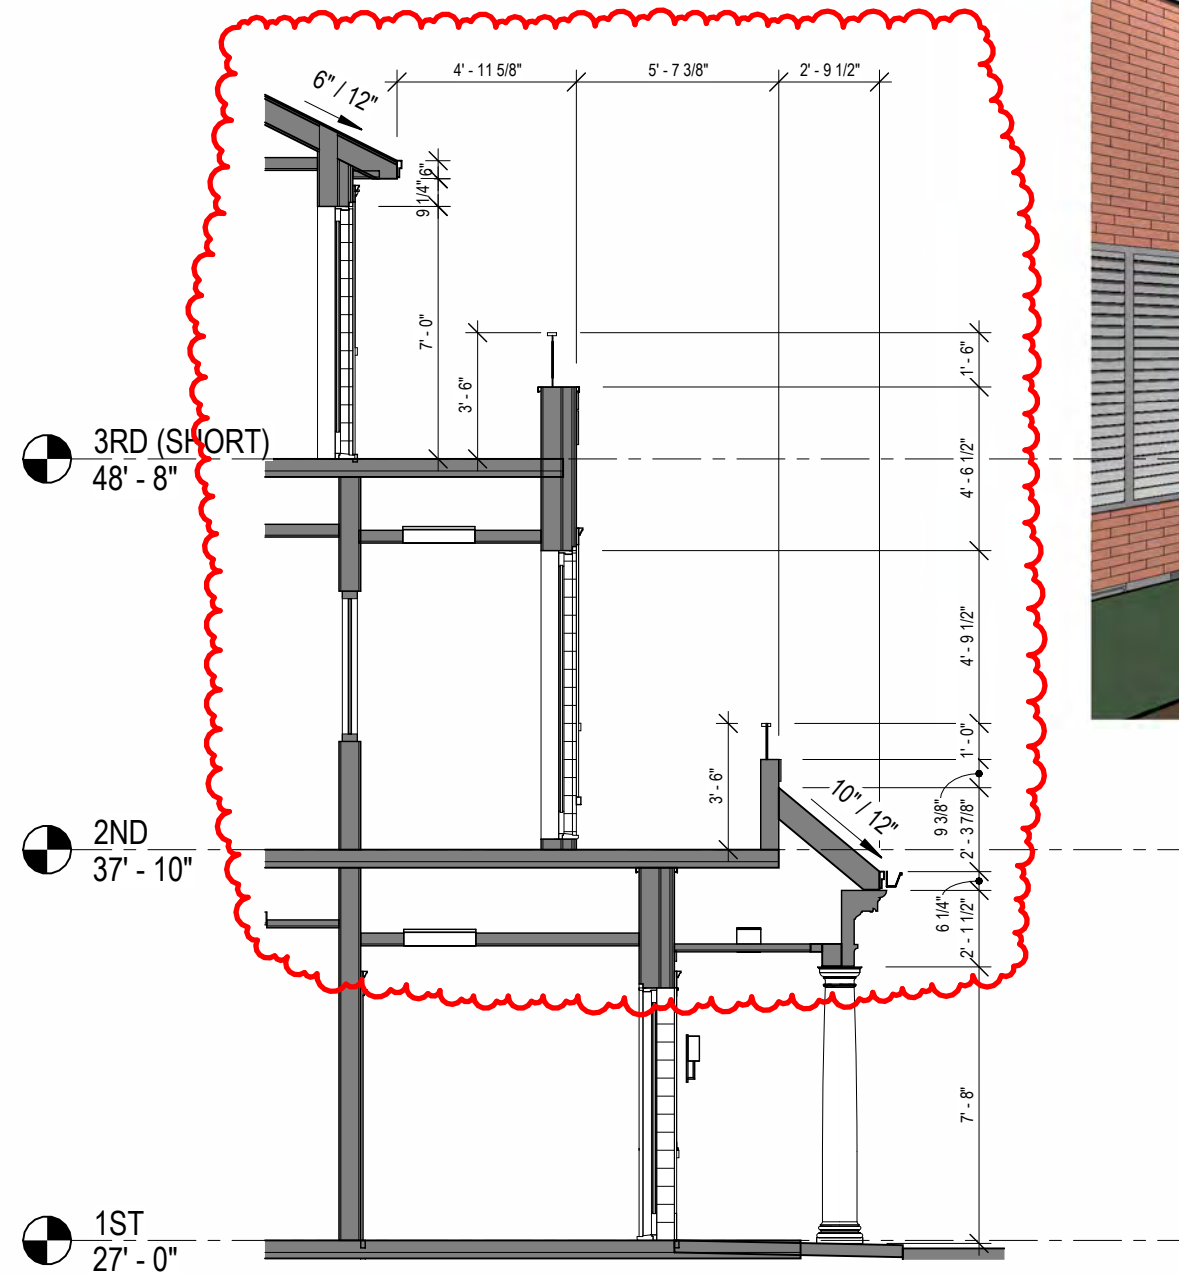 4' - 11 5/8"
5' - 7 3/8"
2' - 9 1/2"
6" / 12"
6"
9 1/4"
7' - 0"
3' - 6"
1' - 6"
3RD (SHORT)
48' - 8"
4' - 6 1/2"
4' - 9 1/2"
3' - 6"
1' - 0"
10" / 12"
9 3/8"
2' - 3 7/8"
2ND
37' - 10"
6 1/4"
2' - 1 1/2"
7' - 8"
1ST
27' - 0"